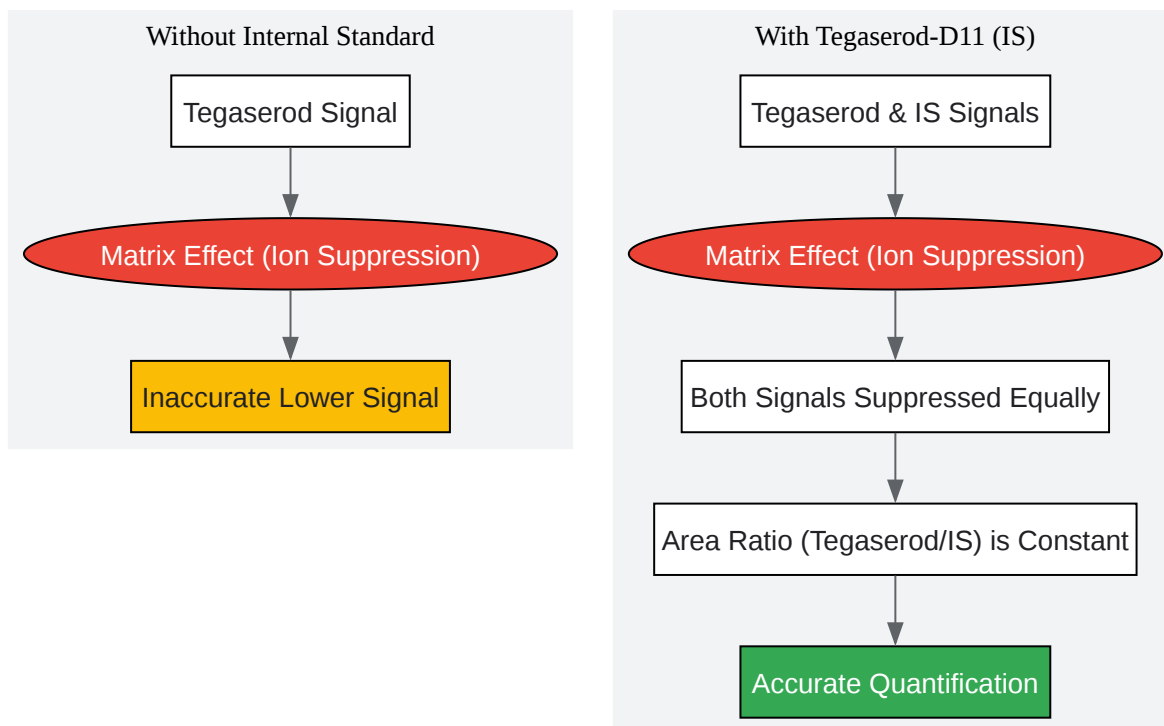 Without Internal Standard
Tegaserod Signal
Matrix Effect (Ion Suppression)
Inaccurate Lower Signal
With Tegaserod-D11 (IS)
Tegaserod & IS Signals
Matrix Effect (Ion Suppression)
Both Signals Suppressed Equally
Area Ratio (Tegaserod/IS) is Constant
Accurate Quantification